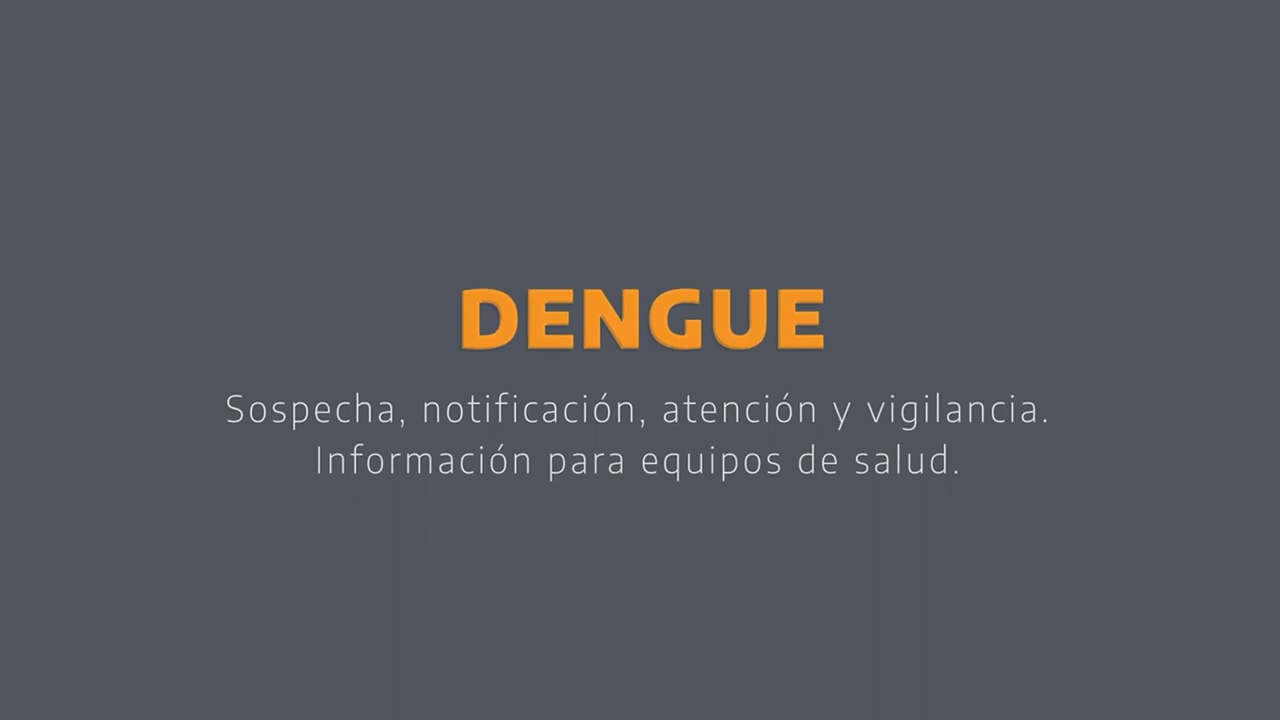 DENGUE
Sospecha, notificación, atención y vigilancia.
Información para equipos de salud.